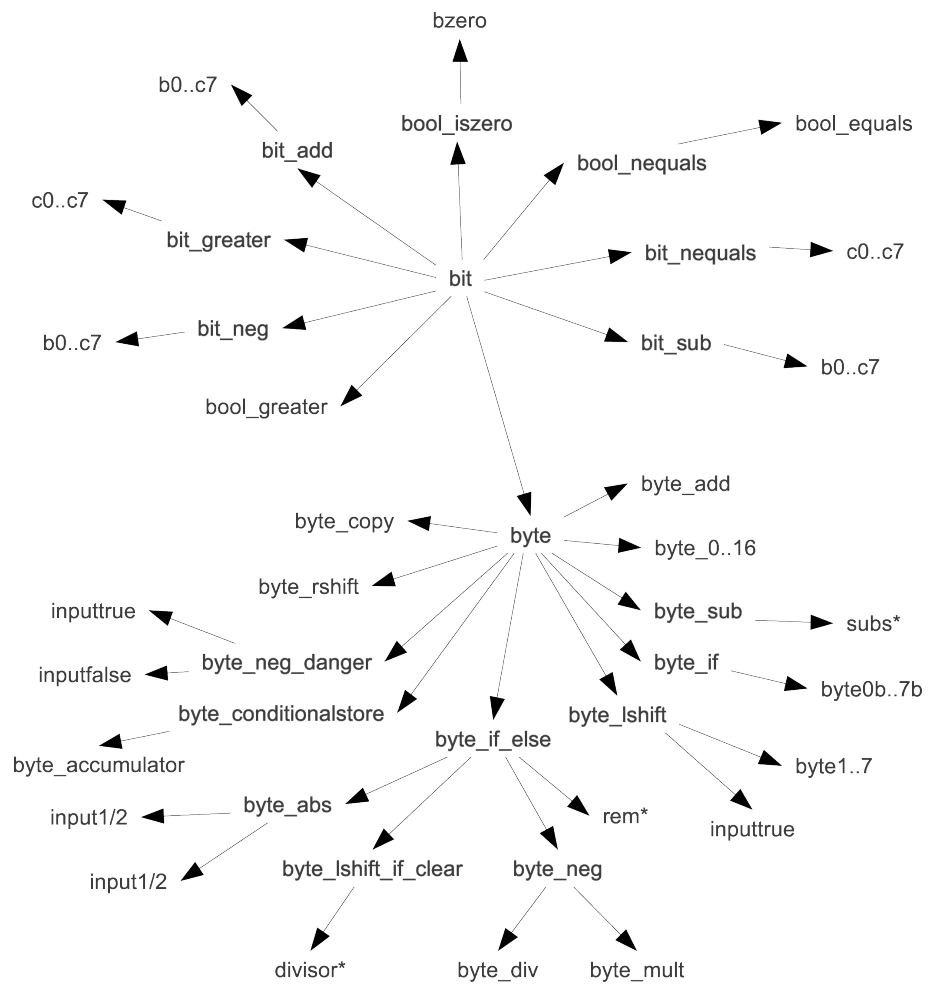 bzero
b0..c7
bool_iszero
bool_equals
bit_add
bool_nequals
c0..c7
bit_greater
bit_nequals
c0..c7
bit
bit_neg
b0..c7
bit_sub
b0..c7
bool_greater
byte_add
byte_copy
byte
byte_0..16
byte_rshift
inputtrue
byte_sub
subs*
byte_neg_danger
byte_if
inputfalse
byte0b..7b
byte_conditionalstore
byte_lshift
byte_if_else
byte_accumulator
byte1..7
byte_abs
input1/2
rem*
inputtrue
byte_lshift_if_clear
byte_neg
input1/2
divisor*
byte_div
byte_mult